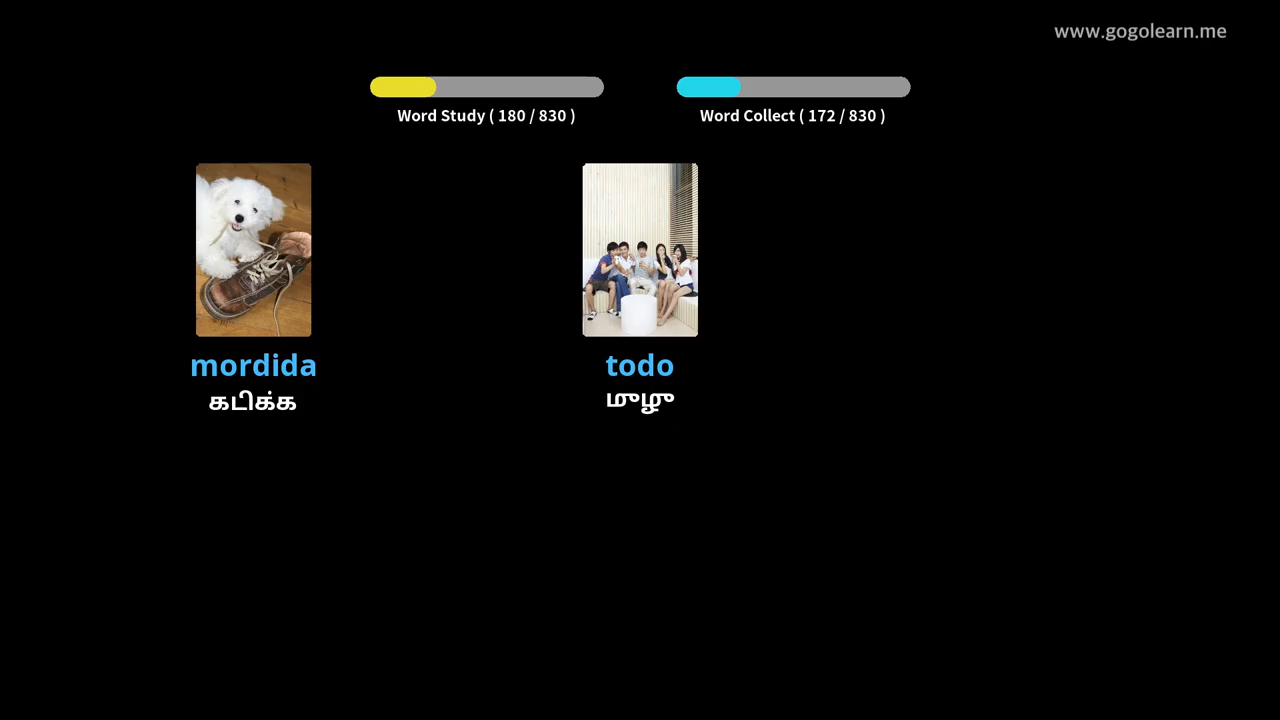 www.gogolearn.me
Word Study ( 180 / 830 )
Word Collect ( 172 / 830 )
mordida
கடிக்க
todo
முழு